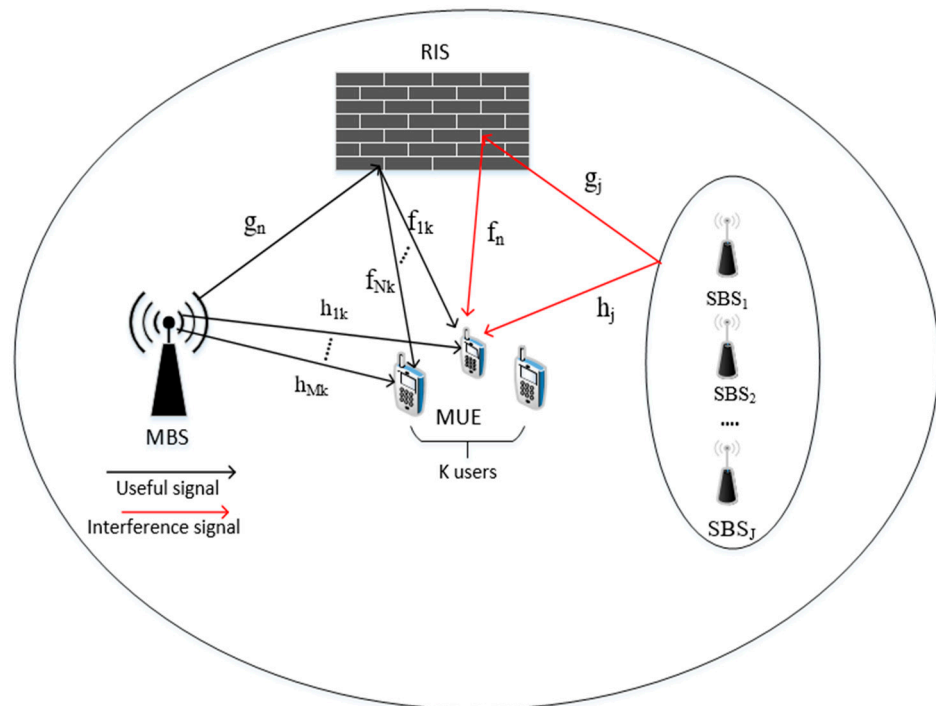 RIS
g_n
f_1k
f_Nk
f_n
g_j
h_j
h_1k
h_Mk
MBS
MUE
K users
SBS_1
SBS_2
....
SBS_J
Useful signal
Interference signal